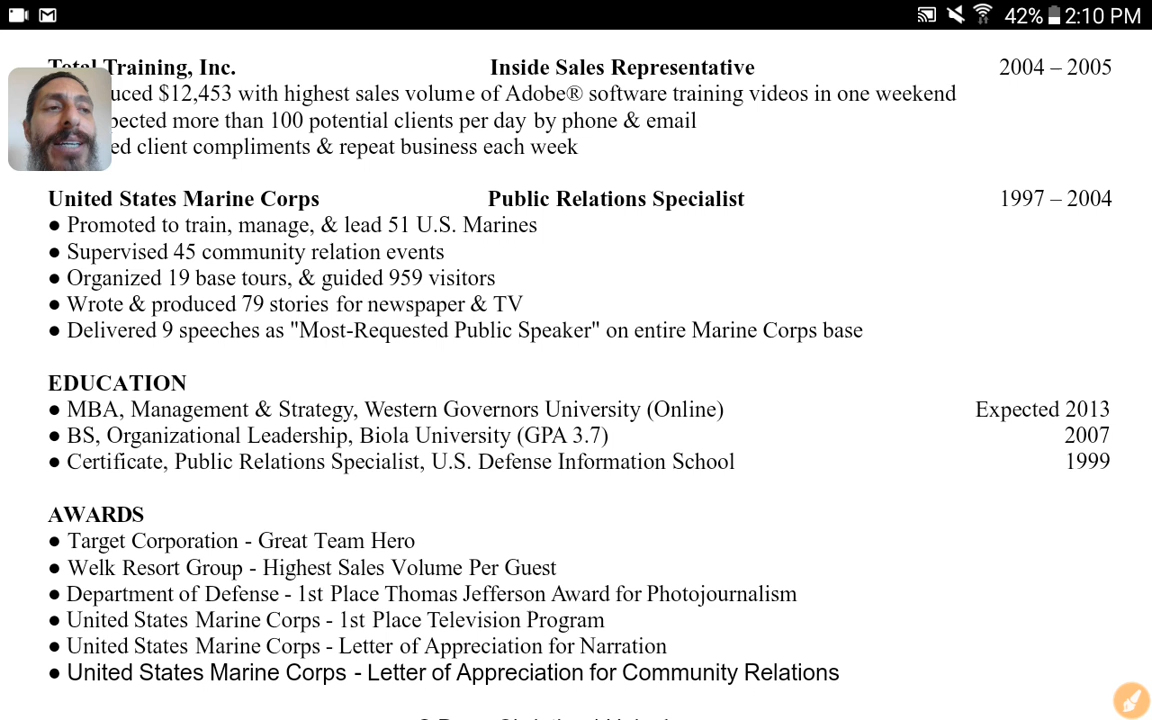 42% 2:10 PM
Total Training, Inc. Inside Sales Representative 2004 – 2005
uced $12,453 with highest sales volume of Adobe® software training videos in one weekend
pected more than 100 potential clients per day by phone & email
ed client compliments & repeat business each week
United States Marine Corps Public Relations Specialist 1997 – 2004
● Promoted to train, manage, & lead 51 U.S. Marines
● Supervised 45 community relation events
● Organized 19 base tours, & guided 959 visitors
● Wrote & produced 79 stories for newspaper & TV
● Delivered 9 speeches as "Most-Requested Public Speaker" on entire Marine Corps base
EDUCATION
● MBA, Management & Strategy, Western Governors University (Online) Expected 2013
● BS, Organizational Leadership, Biola University (GPA 3.7) 2007
● Certificate, Public Relations Specialist, U.S. Defense Information School 1999
AWARDS
● Target Corporation - Great Team Hero
● Welk Resort Group - Highest Sales Volume Per Guest
● Department of Defense - 1st Place Thomas Jefferson Award for Photojournalism
● United States Marine Corps - 1st Place Television Program
● United States Marine Corps - Letter of Appreciation for Narration
● United States Marine Corps - Letter of Appreciation for Community Relations